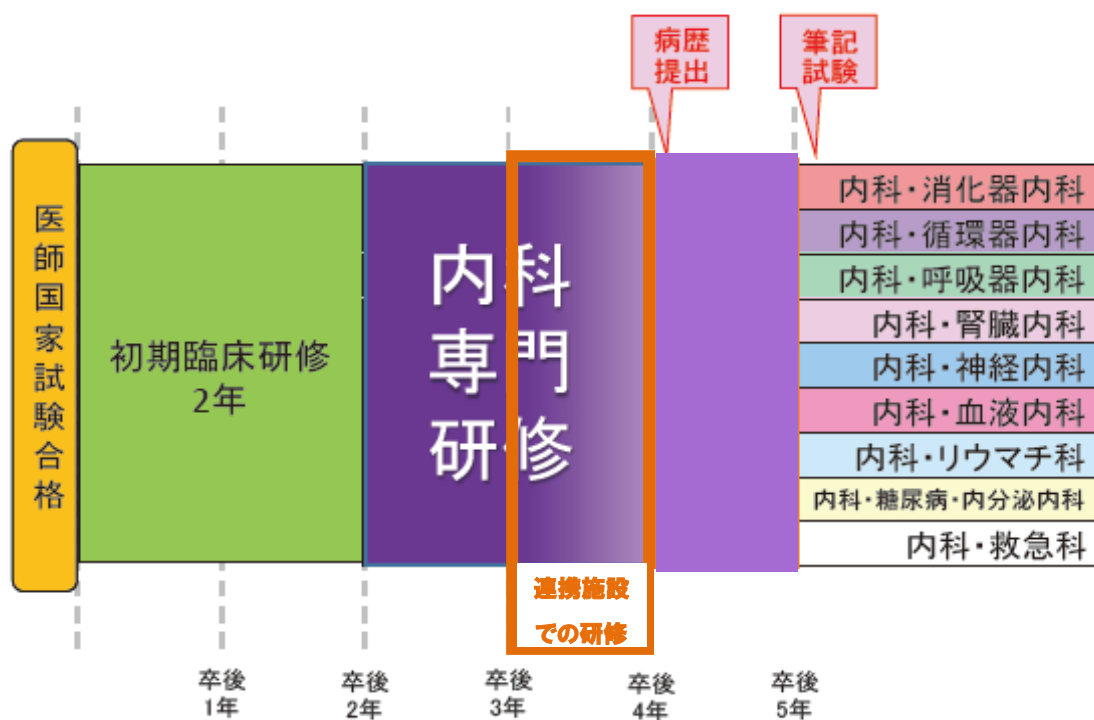 病歴
提出
筆記
試験
医師国家試験合格
初期臨床研修
2年
内科
専門
研修
連携施設
での研修
内科・消化器内科
内科・循環器内科
内科・呼吸器内科
内科・腎臓内科
内科・神経内科
内科・血液内科
内科・リウマチ科
内科・糖尿病・内分泌内科
内科・救急科
卒後
1年
卒後
2年
卒後
3年
卒後
4年
卒後
5年